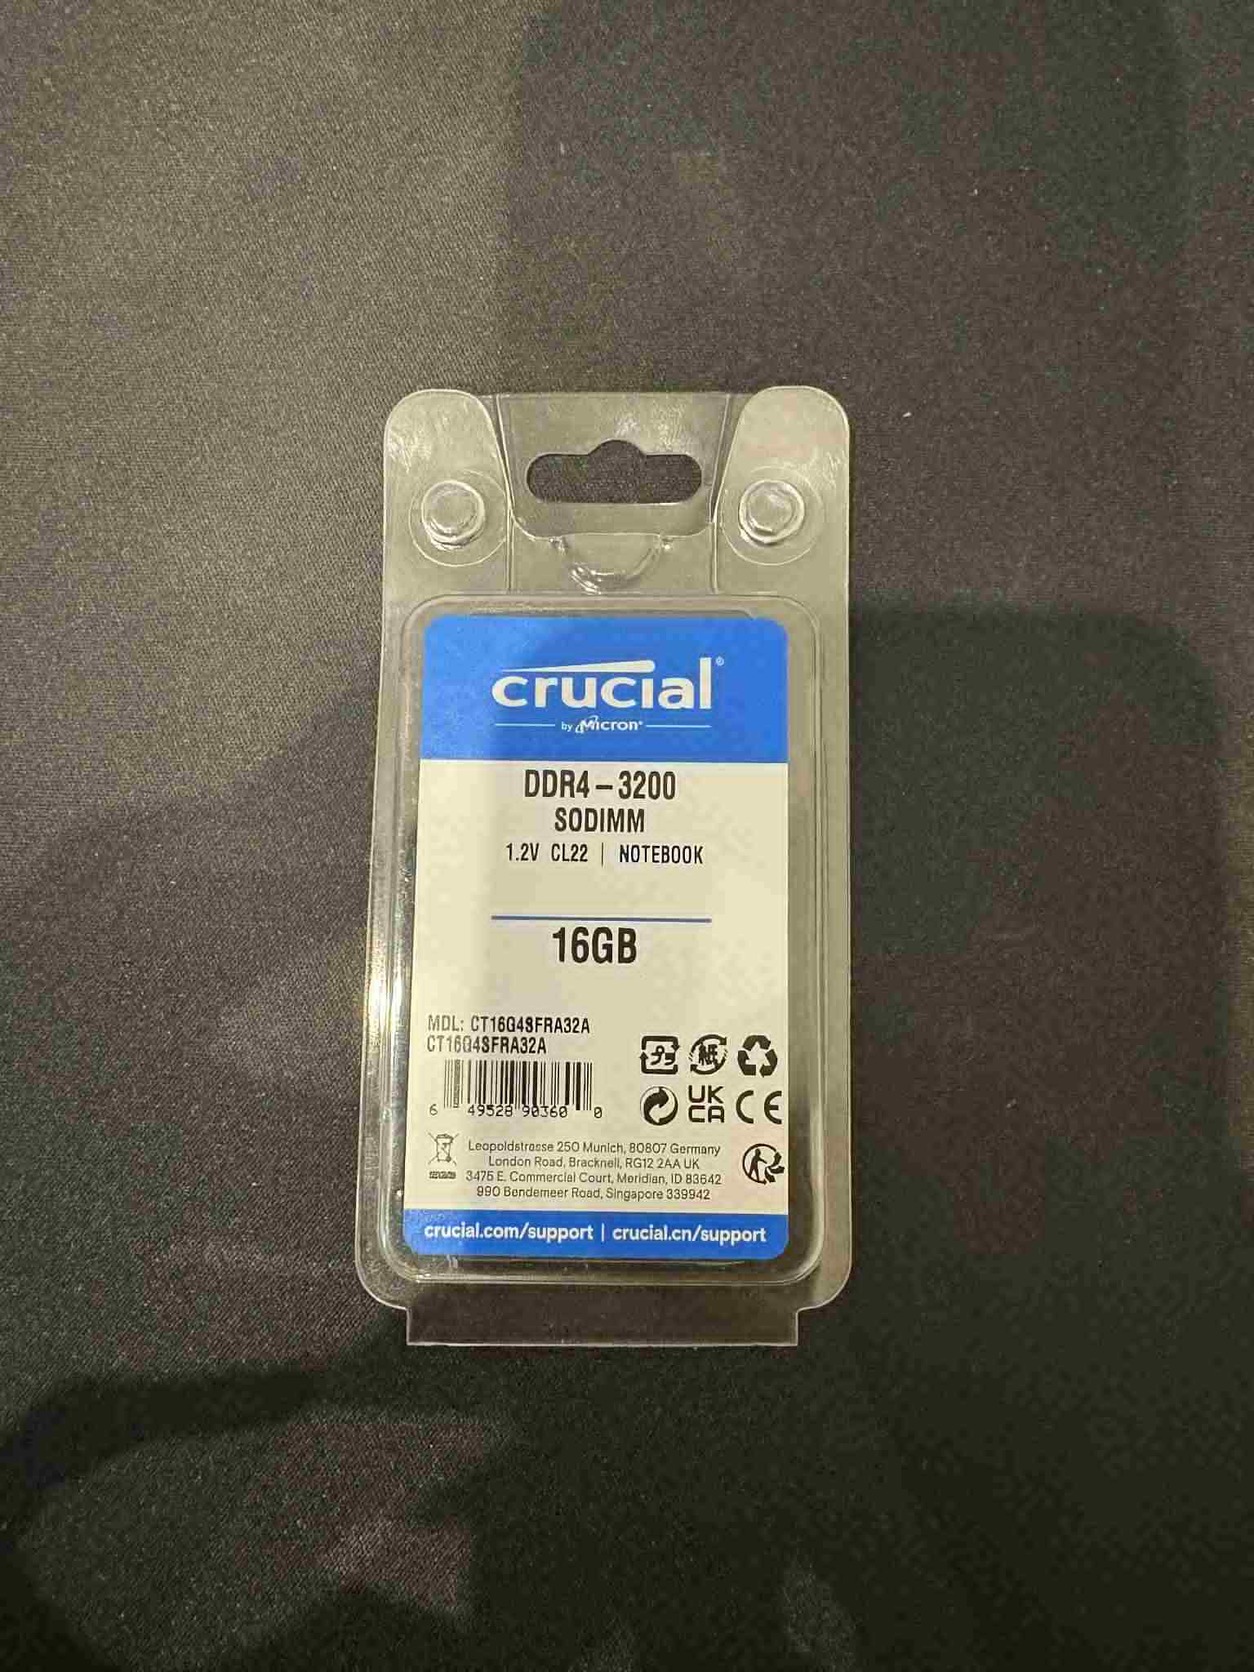 crucial®
by Micron®
DDR4 – 3200
SODIMM
1.2V CL22 | NOTEBOOK
16GB
MDL: CT16G4SFRA32A
CT16G4SFRA32A
6 49528 90360 0
UK
CA
CE
Leopoldstrasse 250 Munich, 80807 Germany
London Road, Bracknell, RG12 2AA UK
3475 E. Commercial Court, Meridian, ID 83642
990 Bendemeer Road, Singapore 339942
crucial.com/support | crucial.cn/support